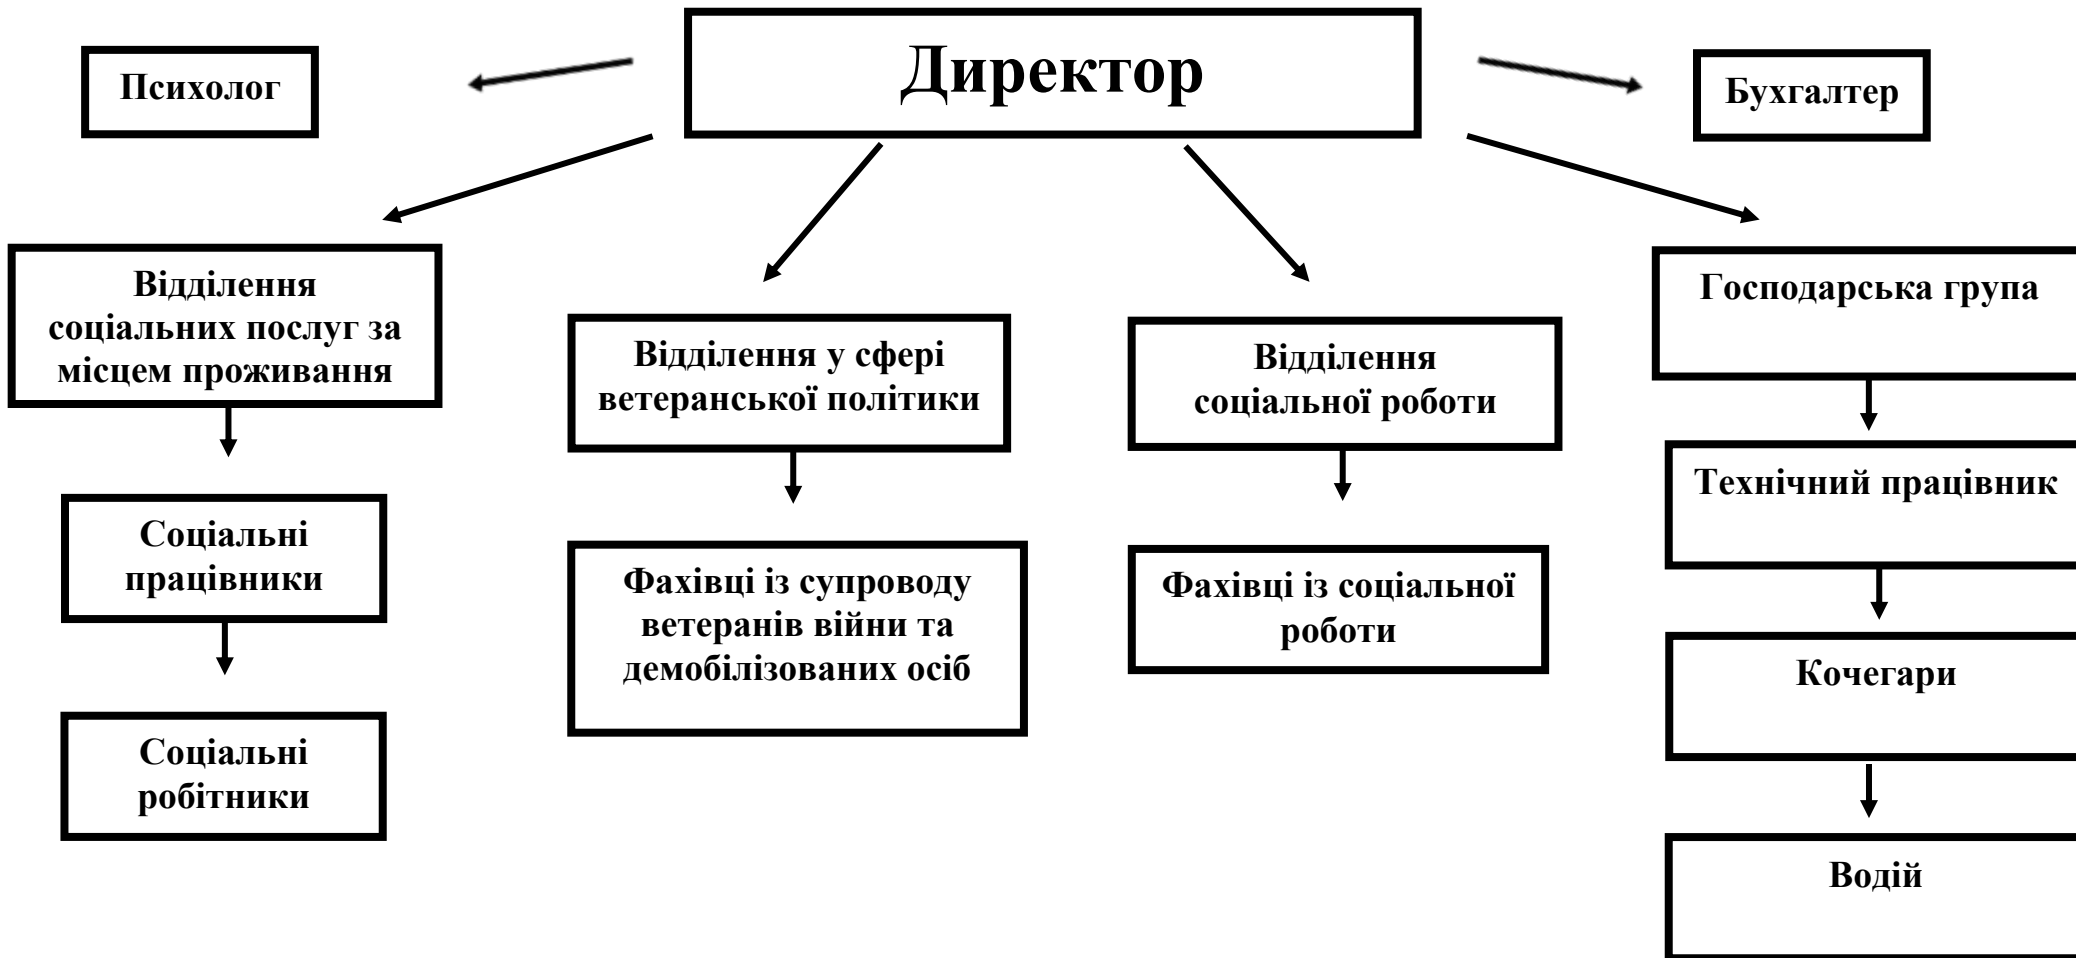 Директор
Психолог
Бухгалтер
Відділення
соціальних послуг за
місцем проживання
Відділення у сфері
ветеранської політики
Відділення
соціальної роботи
Господарська група
Соціальні
працівники
Фахівці із супроводу
ветеранів війни та
демобілізованих осіб
Фахівці із соціальної
роботи
Технічний працівник
Соціальні
робітники
Кочегари
Водій